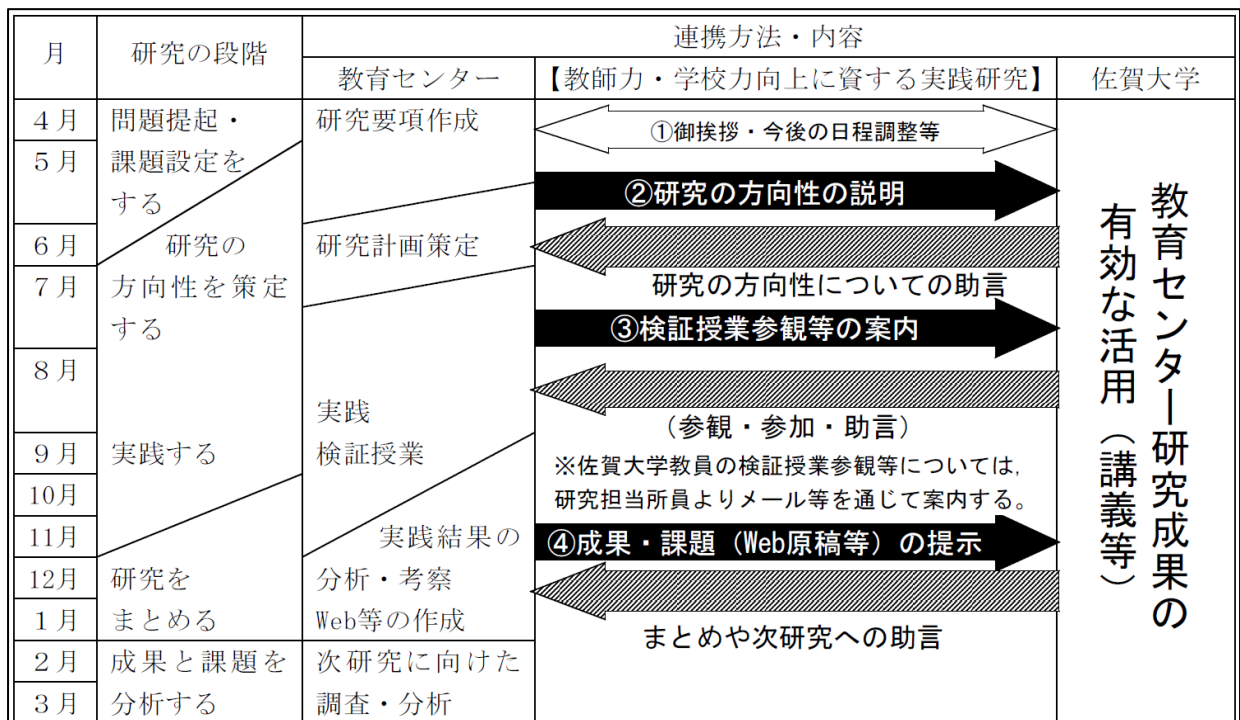 月
研究の段階
連携方法・内容
教育センター
【教師力・学校力向上に資する実践研究】
佐賀大学
４月
問題提起・
研究要項作成
①御挨拶・今後の日程調整等
５月
課題設定を
する
②研究の方向性の説明
６月
研究の
研究計画策定
７月
方向性を策定
する
研究の方向性についての助言
③検証授業参観等の案内
８月
実践
（参観・参加・助言）
９月
実践する
検証授業
※佐賀大学教員の検証授業参観等については，
10月
研究担当所員よりメール等を通じて案内する。
11月
実践結果の
④成果・課題（Web原稿等）の提示
12月
研究を
分析・考察
１月
まとめる
Web等の作成
まとめや次研究への助言
２月
成果と課題を
次研究に向けた
３月
分析する
調査・分析
教育センター研究成果の
有効な活用（講義等）